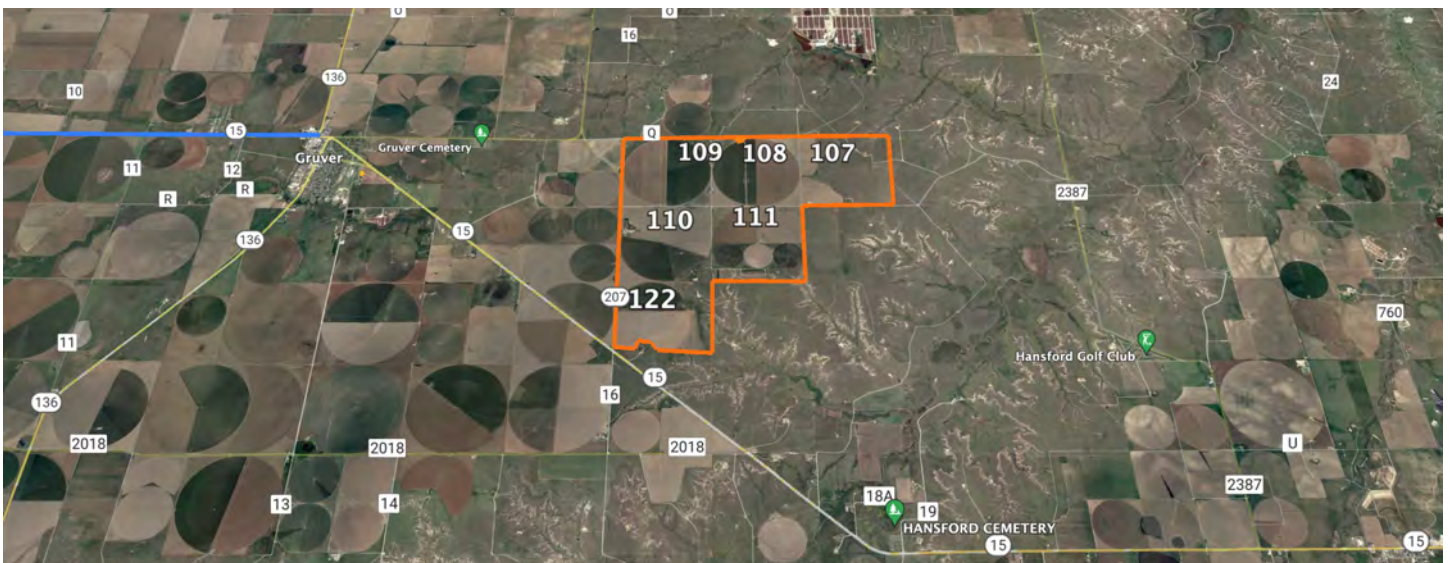 O
O
16
136
10
24
15
Q
Gruver Cemetery
Gruver
109
108
107
11
12
R
R
2387
110
111
15
136
207
122
760
11
Hansford Golf Club
15
136
16
2018
2018
2018
U
2387
13
14
18A
19
HANSFORD CEMETERY
15
15